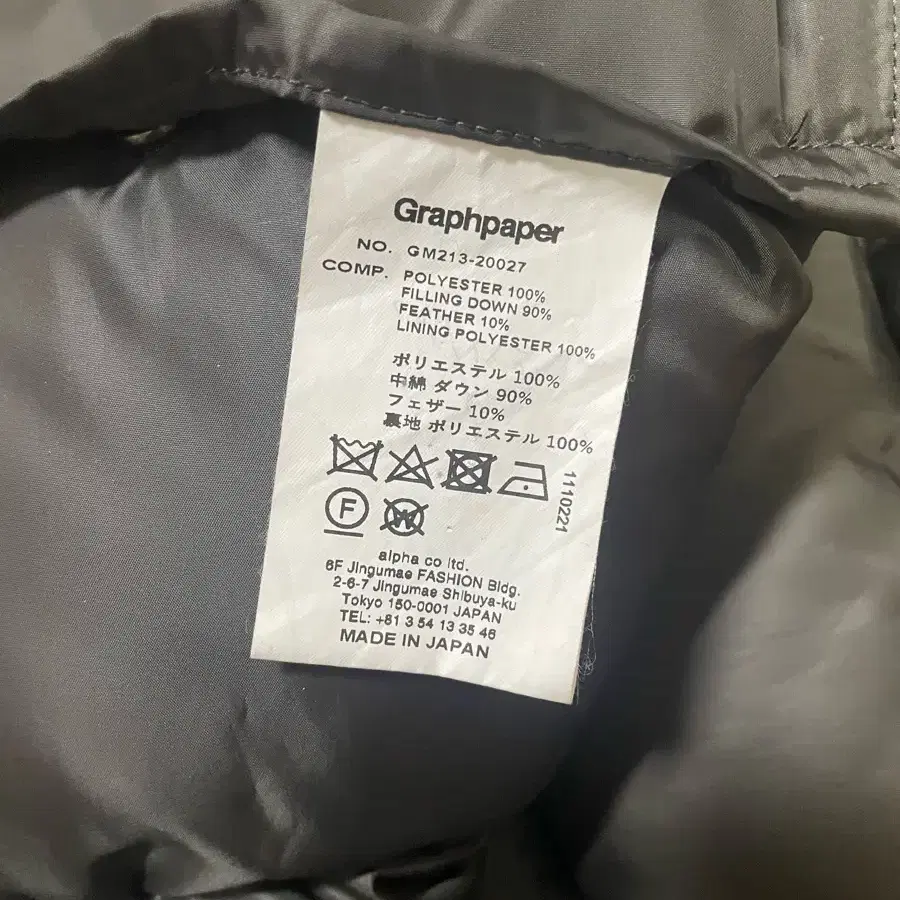 Graphpaper
NO. GM213-20027
COMP. POLYESTER 100%
FILLING DOWN 90%
FEATHER 10%
LINING POLYESTER 100%
ポリエステル 100%
中綿 ダウン 90%
フェザー 10%
裏地 ポリエステル 100%
1110221
F W
alpha co ltd.
6F Jingumae FASHION Bldg.
2-6-7 Jingumae Shibuya-ku
Tokyo 150-0001 JAPAN
TEL: +81 3 54 13 35 46
MADE IN JAPAN